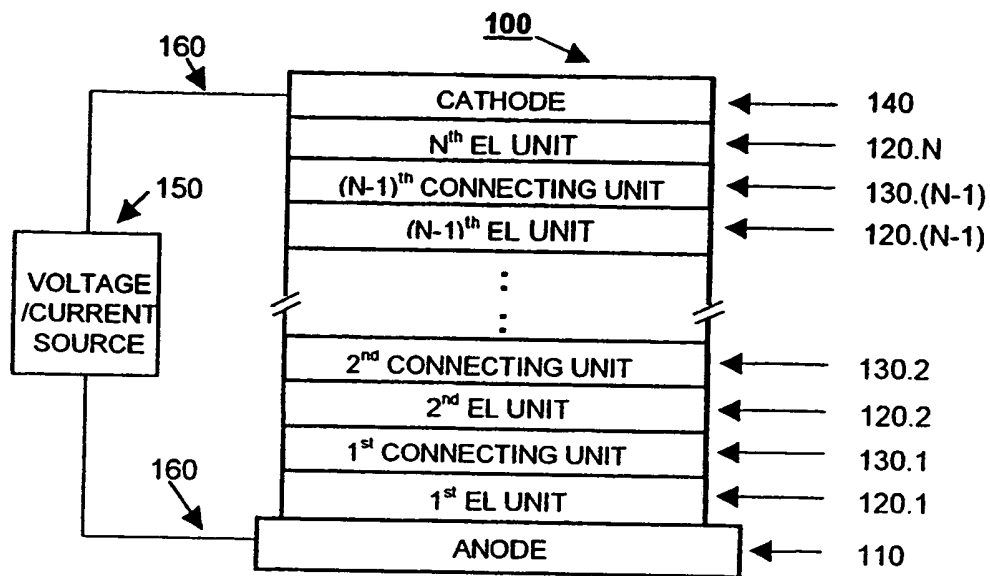 100
160
CATHODE
140
Nth EL UNIT
120.N
(N-1)th CONNECTING UNIT
130.(N-1)
150
(N-1)th EL UNIT
120.(N-1)
VOLTAGE
/CURRENT
SOURCE
2nd CONNECTING UNIT
130.2
2nd EL UNIT
120.2
1st CONNECTING UNIT
130.1
160
1st EL UNIT
120.1
ANODE
110